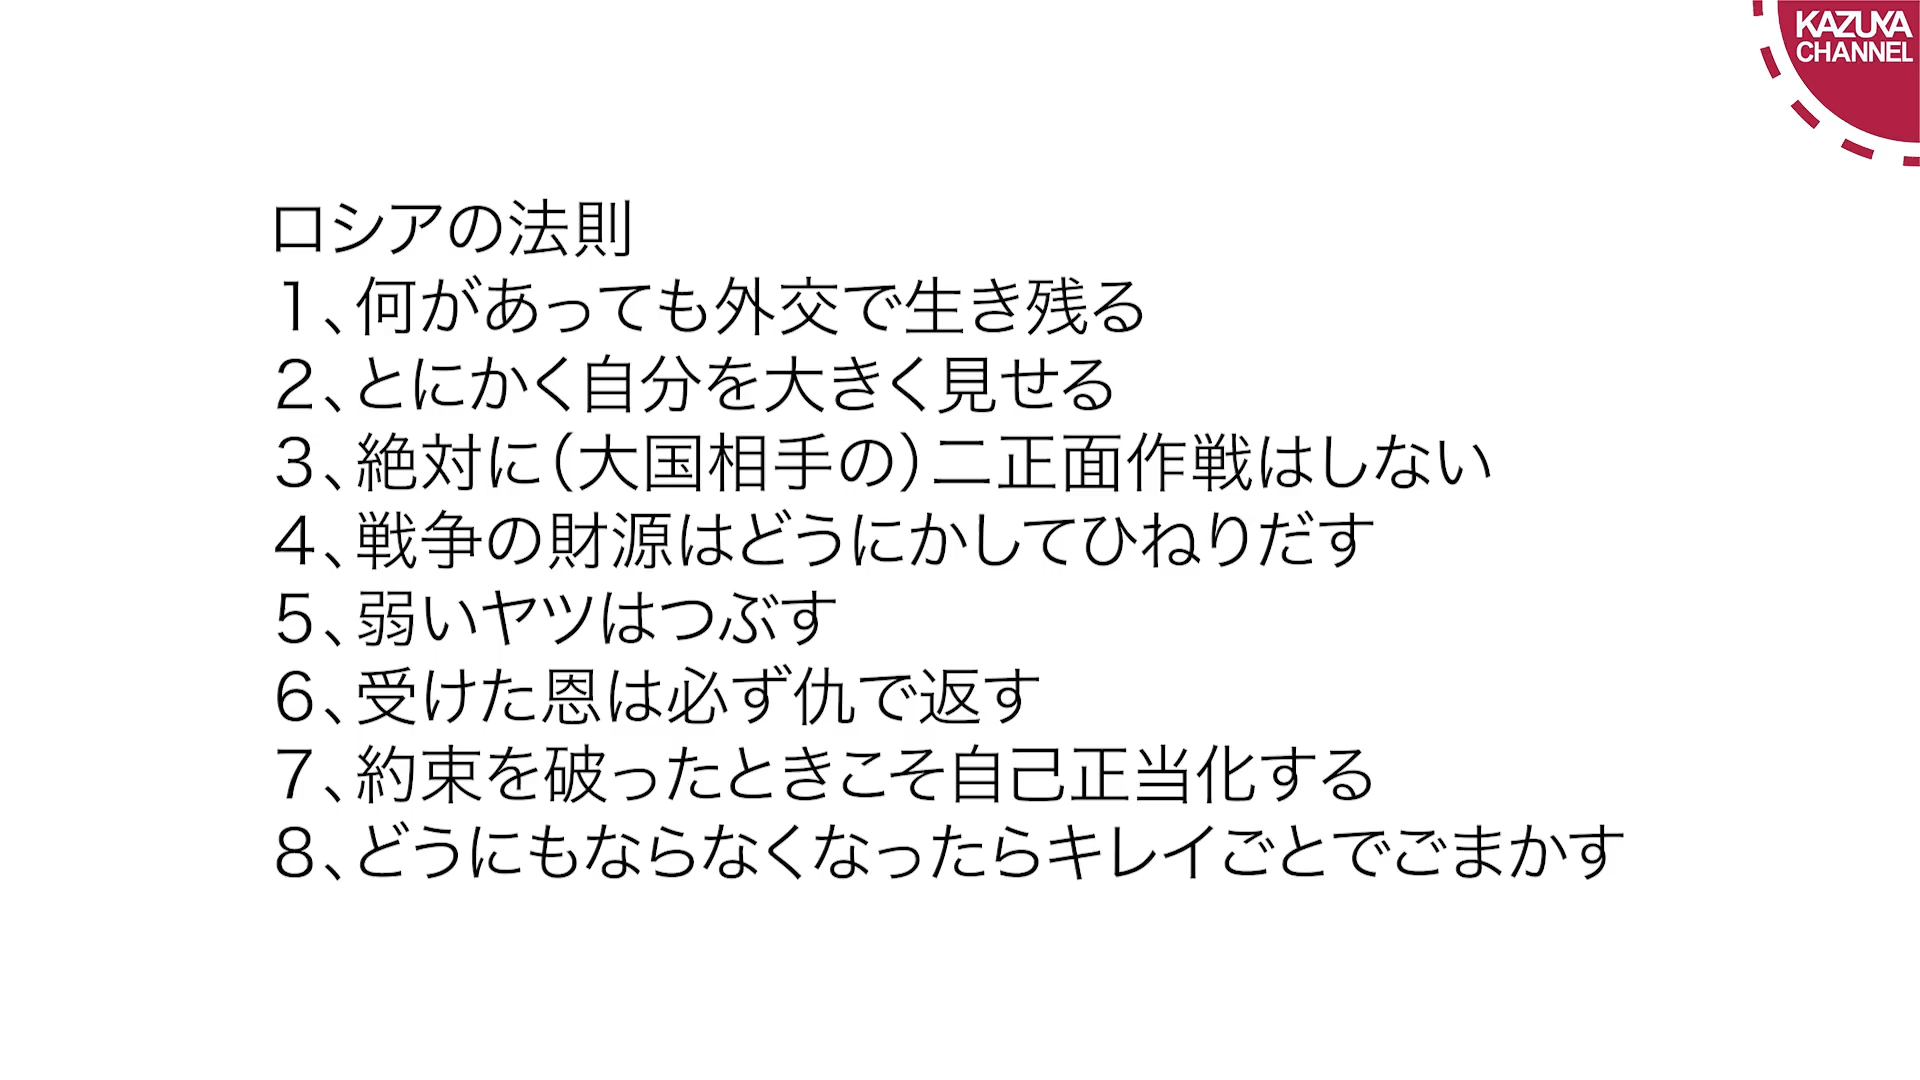 KAZUYA
CHANNEL
ロシアの法則
１、何があっても外交で生き残る
２、とにかく自分を大きく見せる
３、絶対に（大国相手の）二正面作戦はしない
４、戦争の財源はどうにかしてひねりだす
５、弱いヤツはつぶす
６、受けた恩は必ず仇で返す
７、約束を破ったときこそ自己正当化する
８、どうにもならなくなったらキレイごとでごまかす